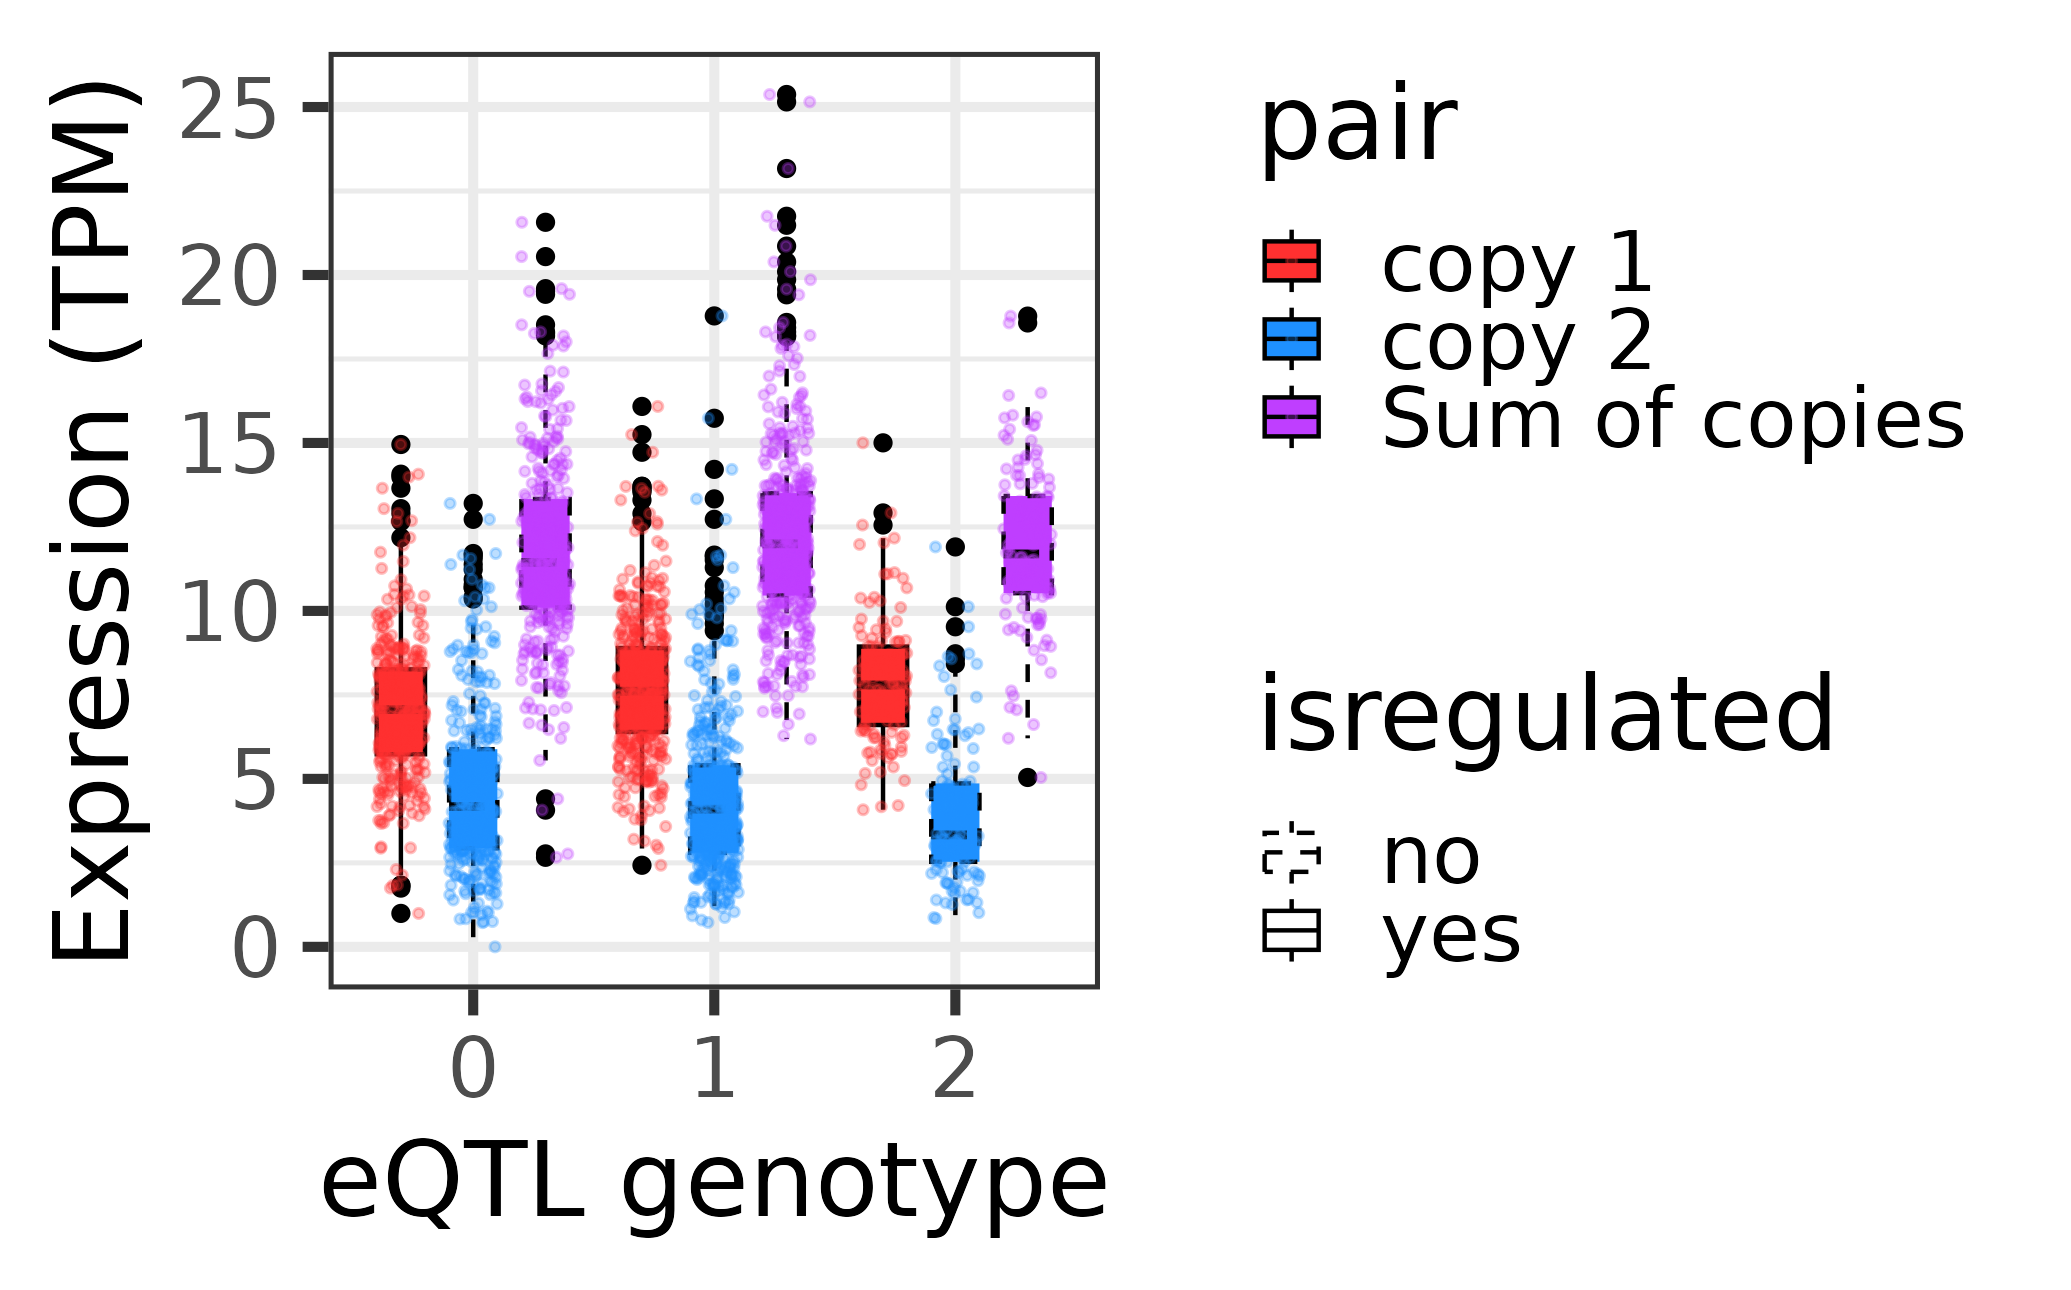 Expression (TPM)
25
20
15
10
5
0
0 1 2
eQTL genotype
pair
copy 1
copy 2
Sum of copies
isregulated
no
yes